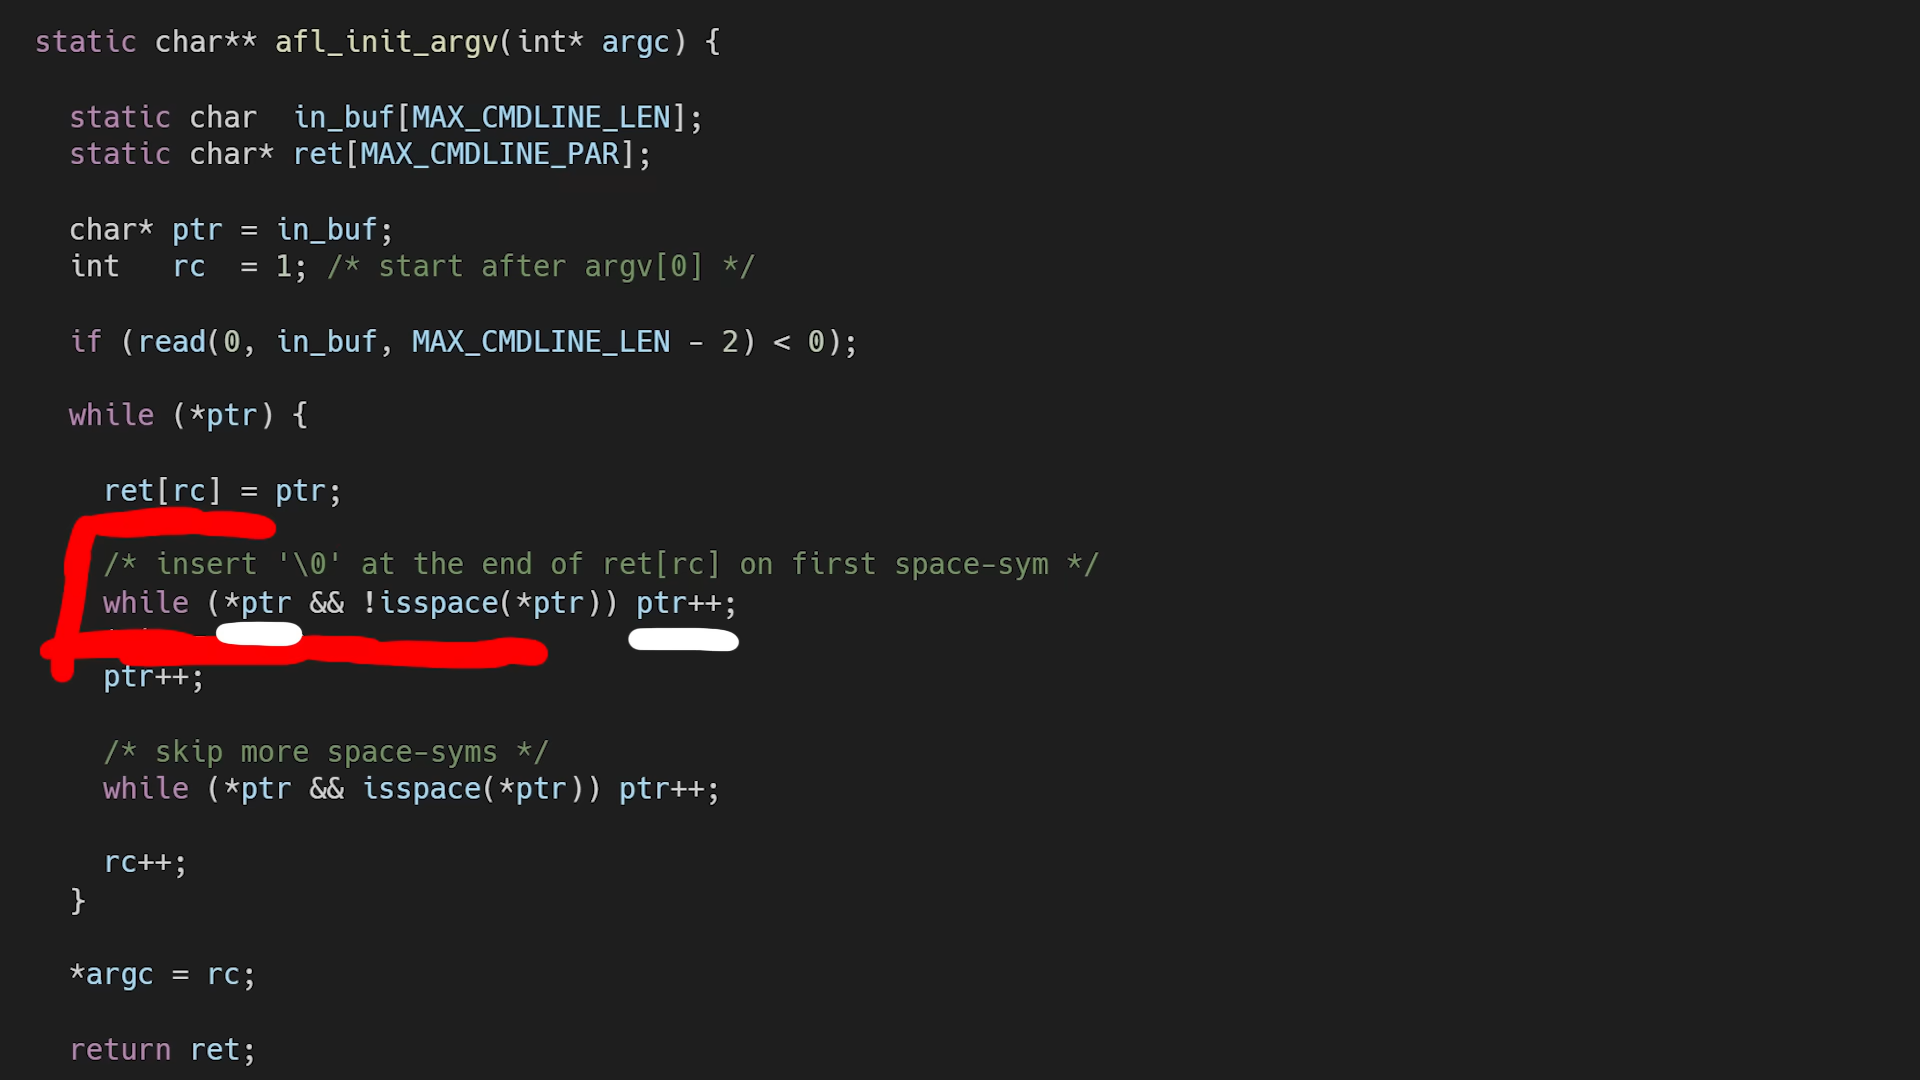 static char** afl_init_argv(int* argc) {
static char  in_buf[MAX_CMDLINE_LEN];
static char* ret[MAX_CMDLINE_PAR];
char* ptr = in_buf;
int   rc  = 1; /* start after argv[0] */
if (read(0, in_buf, MAX_CMDLINE_LEN - 2) < 0);
while (*ptr) {
ret[rc] = ptr;
/* insert '\0' at the end of ret[rc] on first space-sym */
while (*ptr && !isspace(*ptr)) ptr++;
ptr++;
/* skip more space-syms */
while (*ptr && isspace(*ptr)) ptr++;
rc++;
}
*argc = rc;
return ret;